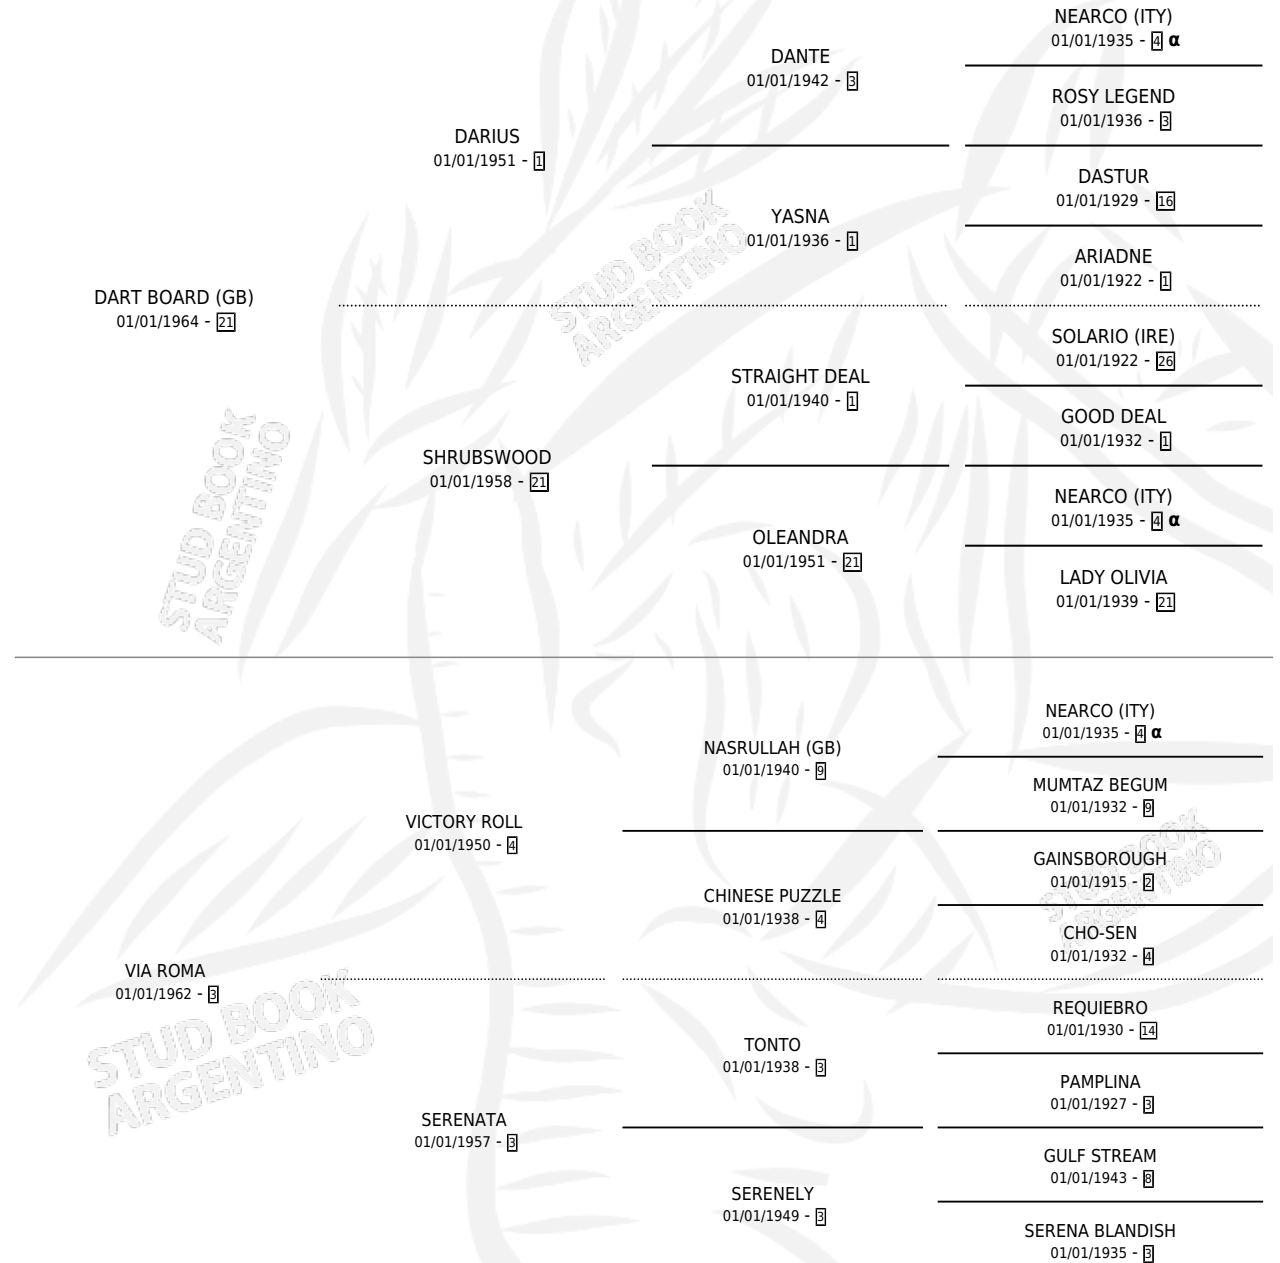 NEARCO (ITY)
01/01/1935 - 4 α
DANTE
01/01/1942 - 3
ROSY LEGEND
01/01/1936 - 3
DARIUS
01/01/1951 - 1
DASTUR
01/01/1929 - 16
YASNA
01/01/1936 - 1
ARIADNE
01/01/1922 - 1
DART BOARD (GB)
01/01/1964 - 21
SOLARIO (IRE)
01/01/1922 - 26
STRAIGHT DEAL
01/01/1940 - 1
GOOD DEAL
01/01/1932 - 1
SHRUBSWOOD
01/01/1958 - 21
NEARCO (ITY)
01/01/1935 - 4 α
OLEANDRA
01/01/1951 - 21
LADY OLIVIA
01/01/1939 - 21
NEARCO (ITY)
01/01/1935 - 4 α
NASRULLAH (GB)
01/01/1940 - 9
MUMTAZ BEGUM
01/01/1932 - 9
VICTORY ROLL
01/01/1950 - 4
GAINSBOROUGH
01/01/1915 - 2
CHINESE PUZZLE
01/01/1938 - 4
CHO-SEN
01/01/1932 - 4
VIA ROMA
01/01/1962 - 3
REQUIEBRO
01/01/1930 - 14
TONTO
01/01/1938 - 3
PAMPLINA
01/01/1927 - 3
SERENATA
01/01/1957 - 3
GULF STREAM
01/01/1943 - 8
SERENELY
01/01/1949 - 3
SERENA BLANDISH
01/01/1935 - 3
STUD BOOK
ARGENTINO
STUD BOOK
ARGENTINO
STUD BOOK
ARGENTINO
STUD BOOK
ARGENTINO